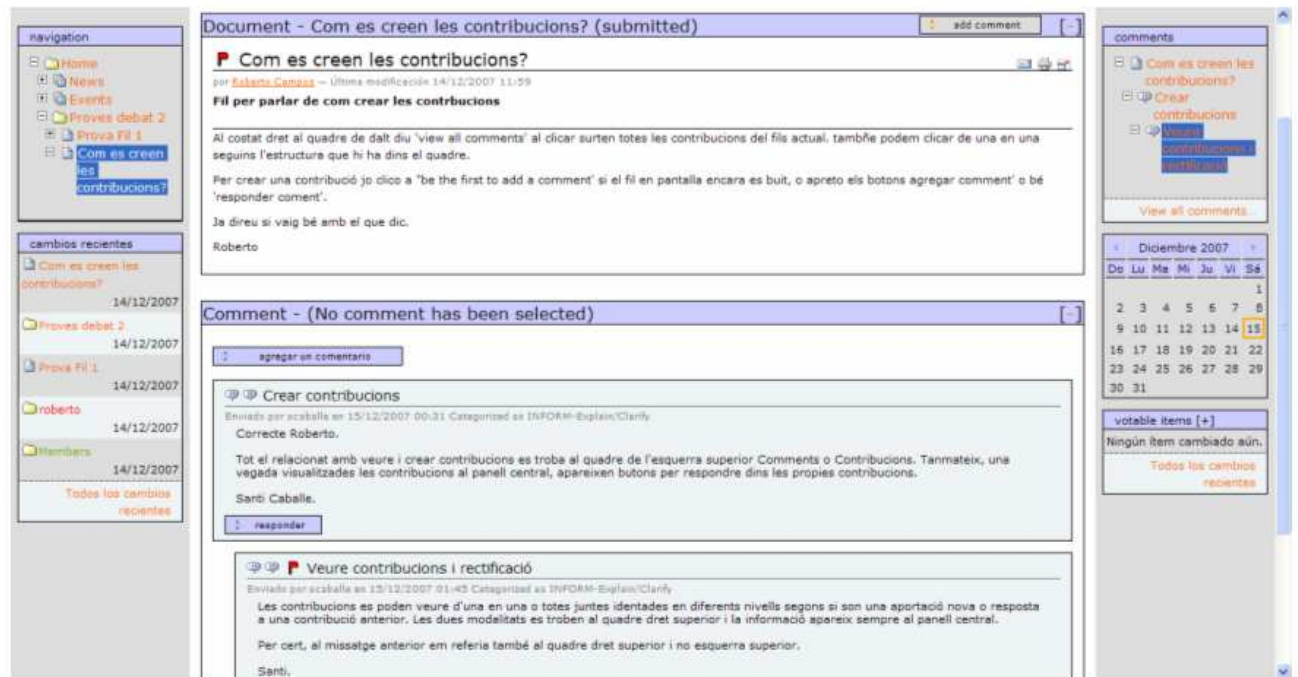 navigation
Home
News
Events
Proves debat 2
Prova Fil 1
Com es creen
les
contribucions?
cambios recientes
Com es creen les
contribucions?
14/12/2007
Proves debat 2
14/12/2007
Prova Fil 1
14/12/2007
roberto
14/12/2007
Members
14/12/2007
Todos los cambios
recientes
Document - Com es creen les contribucions? (submitted)
add comment
[-]
Com es creen les contribucions?
por Roberto Campos — Última modificación 14/12/2007 11:59
Fil per parlar de com crear les contrbucions
Al costat dret al quadre de dalt diu 'view all comments' al clicar surten totes les contribucions del fils actual. tambñe podem clicar de una en una
seguins l'estructura que hi ha dins el quadre.
Per crear una contribució jo clico a "be the first to add a comment' si el fil en pantalla encara es buit, o apreto els botons agregar comment' o bé
'responder coment'.
Ja direu si vaig bé amb el que dic.
Roberto
Comment - (No comment has been selected)
[-]
agregar un comentario
Crear contribucions
Enviado por scaballe en 15/12/2007 00:31 Categorized as INFORM-Explain/Clarify
Correcte Roberto.
Tot el relacionat amb veure i crear contribucions es troba al quadre de l'esquerra superior Comments o Contribucions. Tanmateix, una
vegada visualitzades les contribucions al panell central, apareixen butons per respondre dins les propies contribucions.
Santi Caballe.
responder
Veure contribucions i rectificació
Enviado por scaballe en 15/12/2007 01:45 Categorized as INFORM-Explain/Clarify
Les contribucions es poden veure d'una en una o totes juntes identades en diferents nivells segons si son una aportació nova o resposta
a una contribució anterior. Les dues modalitats es troben al quadre dret superior i la informació apareix sempre al panell central.
Per cert, al missatge anterior em referia també al quadre dret superior i no esquerra superior.
Santi.
comments
Com es creen les
contribucions?
Crear
contribucions
Veure
contribucions i
rectificació
View all comments...
Diciembre 2007
Do Lu Ma Mi Ju Vi Sá
1
2 3 4 5 6 7 8
9 10 11 12 13 14 15
16 17 18 19 20 21 22
23 24 25 26 27 28 29
30 31
votable items [+]
Ningún ítem cambiado aún.
Todos los cambios
recientes